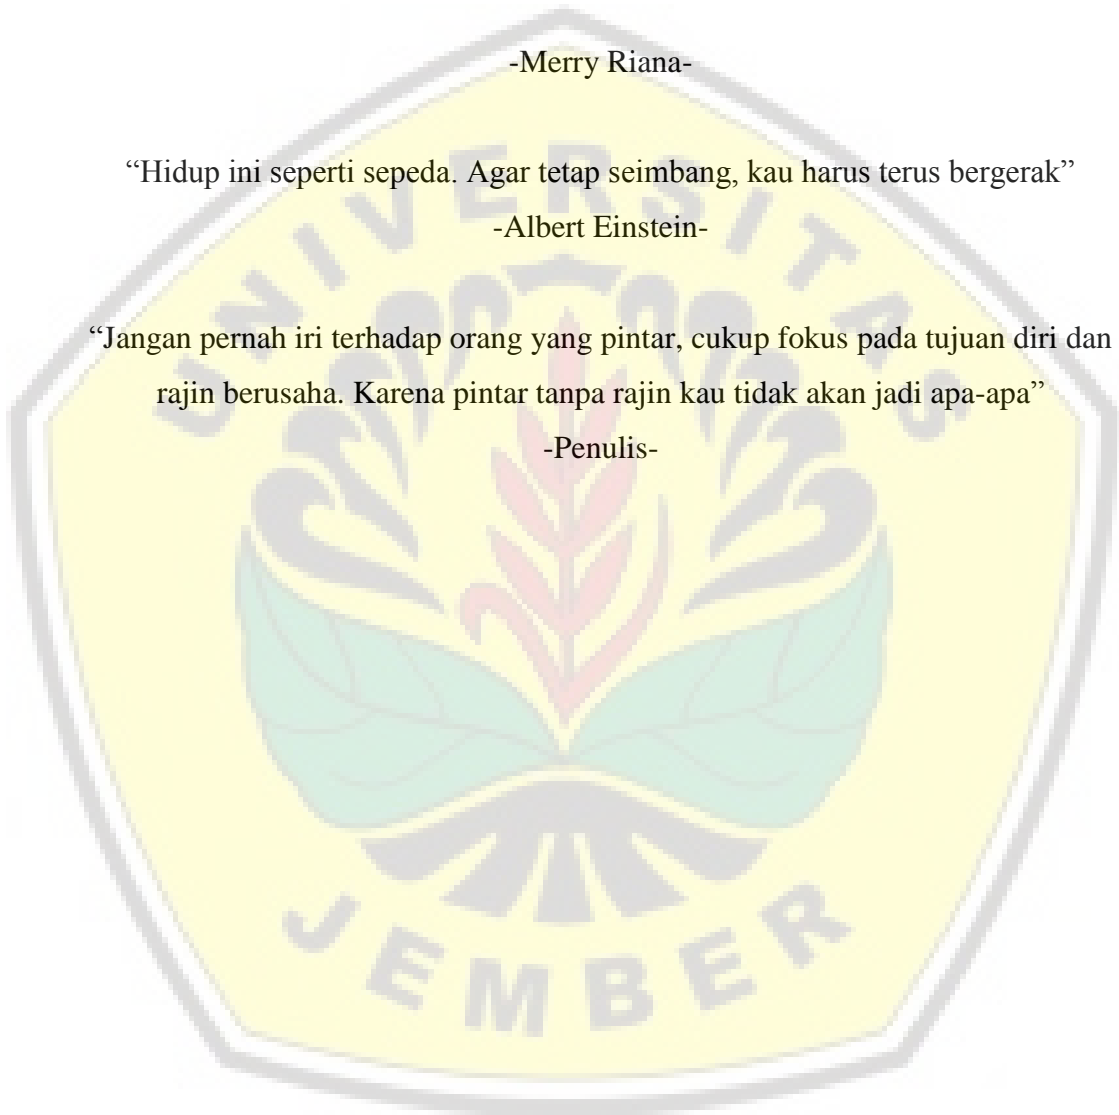 -Merry Riana-
“Hidup ini seperti sepeda. Agar tetap seimbang, kau harus terus bergerak”
-Albert Einstein-
“Jangan pernah iri terhadap orang yang pintar, cukup fokus pada tujuan diri dan
rajin berusaha. Karena pintar tanpa rajin kau tidak akan jadi apa-apa”
-Penulis-
UNIVERSITAS
JEMBER